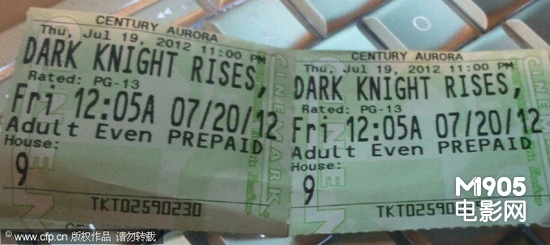 CENTURY AURORA
Thu, Jul 19, 2012 11:00 PM
DARK KNIGHT RISES,
Rated: PG-13
Fri 12:05A 07/20/12
Adult Even PREPAID
House:
9
TKT02590230
CENTURY AURORA
Thu, Jul 19, 2012 11:00 PM
DARK KNIGHT RISES,
Rated: PG-13
Fri 12:05A 07/20/12
Adult Even PREPAID
House:
9
CINEMARK
M905
电影网
www.cfp.cn 版权作品 请勿转载